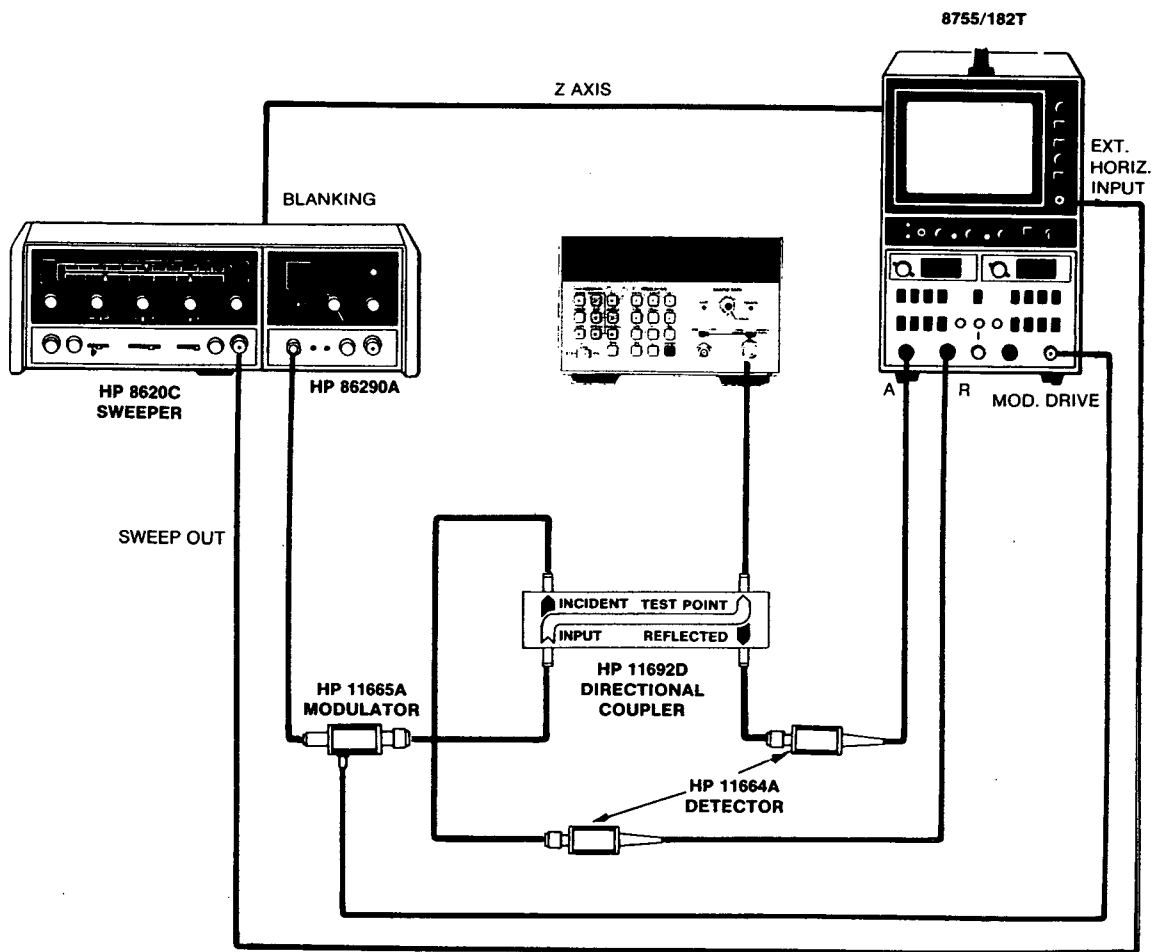 8755/182T
Z AXIS
EXT.
HORIZ.
INPUT
BLANKING
HP 8620C
SWEEPER
HP 86290A
A
R
MOD. DRIVE
SWEEP OUT
INCIDENT
TEST POINT
INPUT
REFLECTED
HP 11692D
DIRECTIONAL
COUPLER
HP 11665A
MODULATOR
HP 11664A
DETECTOR